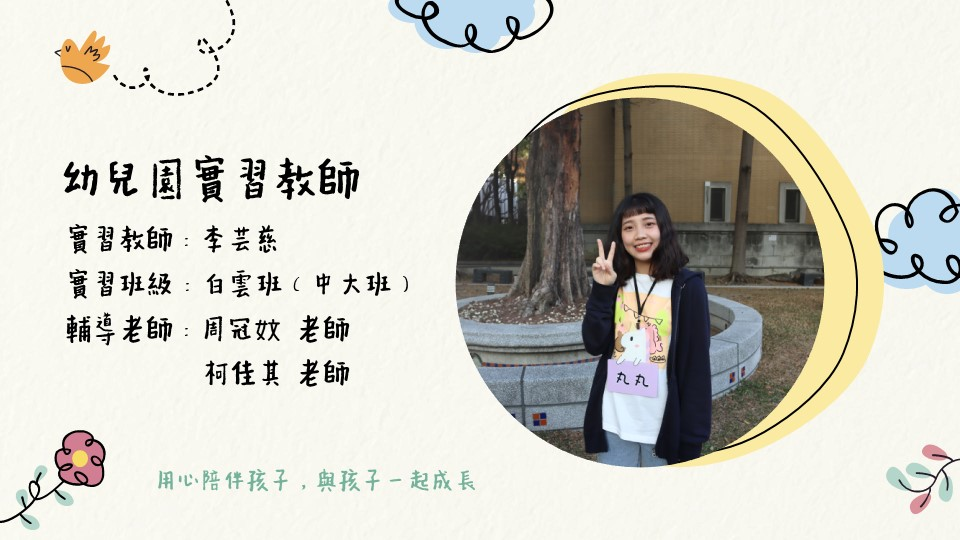 幼兒園實習教師
實習教師：李芸慈
實習班級：白雲班（中大班）
輔導老師：周冠妏 老師
柯佳其 老師
丸丸
用心陪伴孩子，與孩子一起成長